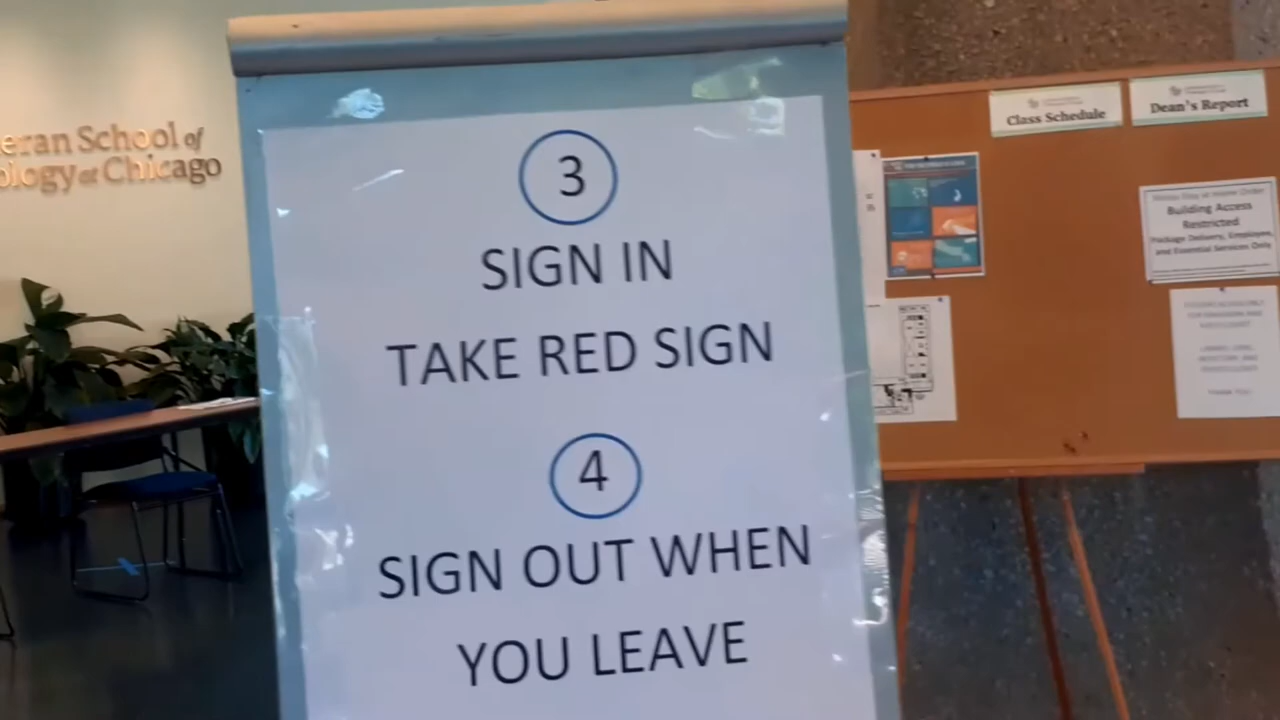 eran School of
ology at Chicago
3
SIGN IN
TAKE RED SIGN
4
SIGN OUT WHEN
YOU LEAVE
Class Schedule
Dean's Report
Building Access
Restricted
Package Delivery, Employee,
and Essential Services Only